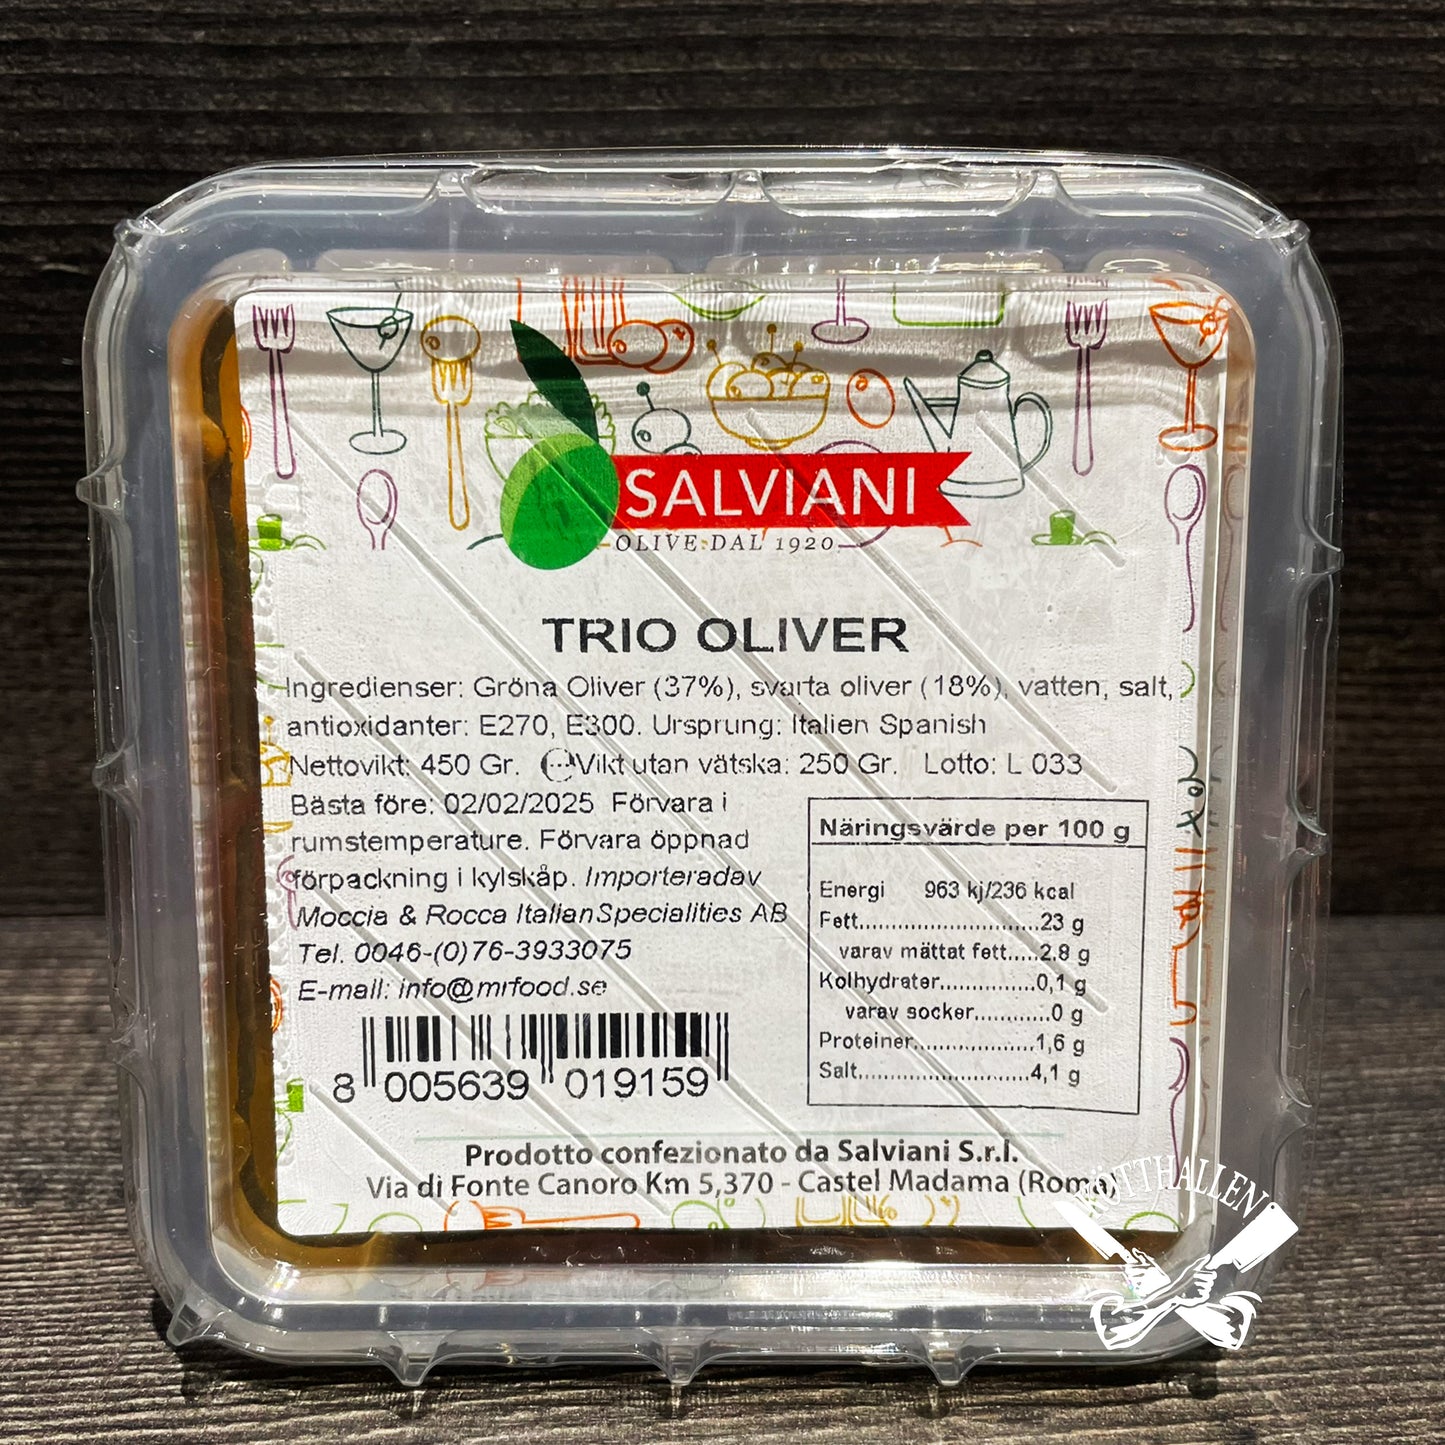 SALVIANI
OLIVE DAL 1920
TRIO OLIVER
Ingredienser: Gröna Oliver (37%), svarta oliver (18%), vatten, salt,
antioxidanter: E270, E300. Ursprung: Italien Spanish
Nettovikt: 450 Gr. Vikt utan vätska: 250 Gr. Lotto: L 033
Bästa före: 02/02/2025 Förvara i
rumstemperature. Förvara öppnad
förpackning i kylskåp. Importeradav
Moccia & Rocca Italian Specialities AB
Tel. 0046-(0)76-3933075
E-mail: info@mrfood.se
8 005639 019159
Näringsvärde per 100 g
Energi 963 kj/236 kcal
Fett............................23 g
varav mättat fett.....2,8 g
Kolhydrater...............0,1 g
varav socker............0 g
Proteiner...................1,6 g
Salt...........................4,1 g
Prodotto confezionato da Salviani S.r.l.
Via di Fonte Canoro Km 5,370 - Castel Madama (Roma)
KÖTTHALLEN